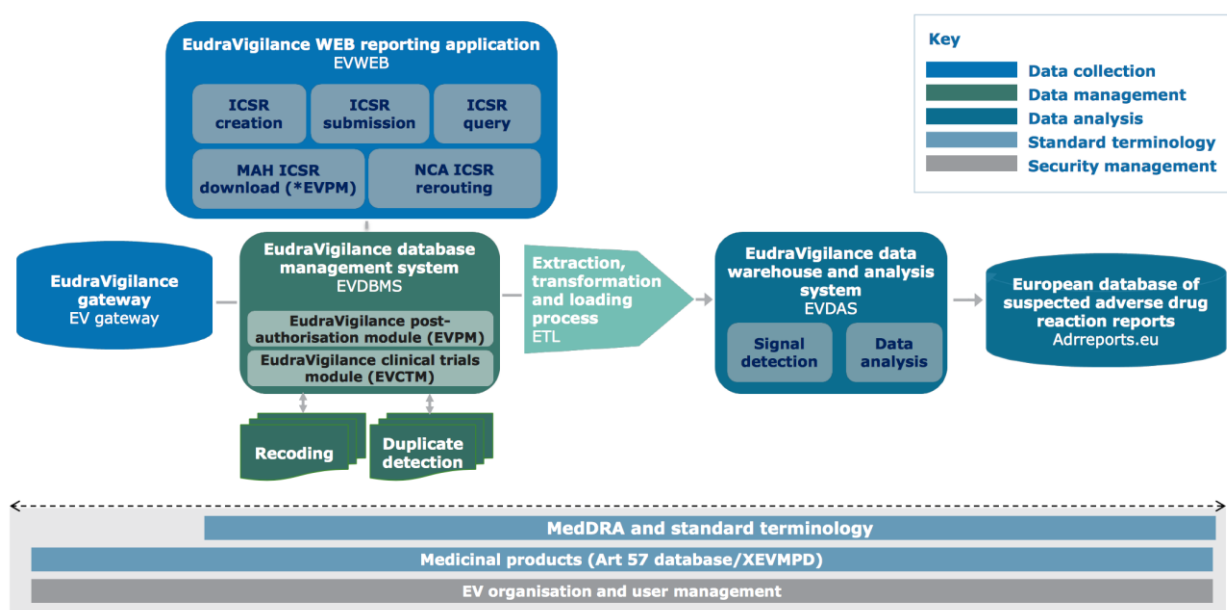 EudraVigilance WEB reporting application
EVWEB
ICSR
creation
ICSR
submission
ICSR
query
MAH ICSR
download (*EVPM)
NCA ICSR
rerouting
Key
Data collection
Data management
Data analysis
Standard terminology
Security management
EudraVigilance
gateway
EV gateway
EudraVigilance database
management system
EVDBMS
EudraVigilance post-
authorisation module (EVPM)
EudraVigilance clinical trials
module (EVCTM)
Recoding
Duplicate
detection
Extraction,
transformation
and loading
process
ETL
EudraVigilance data
warehouse and analysis
system
EVDAS
Signal
detection
Data
analysis
European database of
suspected adverse drug
reaction reports
Adrreports.eu
MedDRA and standard terminology
Medicinal products (Art 57 database/XEVMPD)
EV organisation and user management